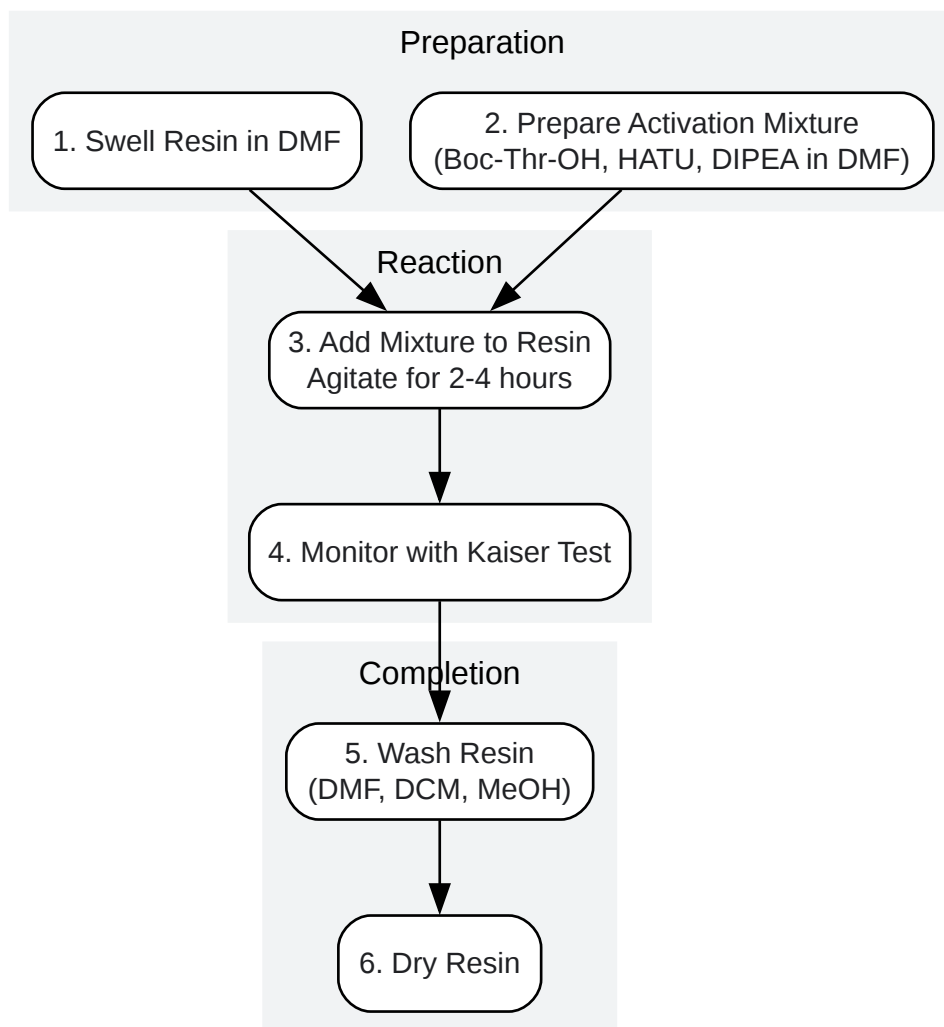 Preparation
1. Swell Resin in DMF
2. Prepare Activation Mixture
(Boc-Thr-OH, HATU, DIPEA in DMF)
Reaction
3. Add Mixture to Resin
Agitate for 2-4 hours
4. Monitor with Kaiser Test
Completion
5. Wash Resin
(DMF, DCM, MeOH)
6. Dry Resin